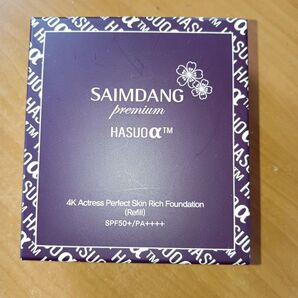 SAIMDANG
premium
HASUOα™
4K Actress Perfect Skin Rich Foundation
(Refill)
SPF50+/PA++++